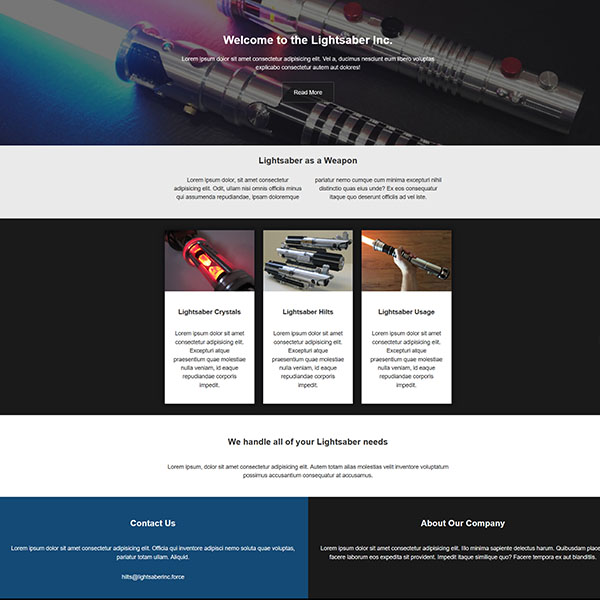 Welcome to the Lightsaber Inc.
Lorem ipsum dolor sit amet consectetur adipisicing elit. Vel a, ducimus nesciunt eum libero voluptas
explicabo consectetur autem aut dolores!
Read More
Lightsaber as a Weapon
Lorem ipsum dolor, sit amet consectetur
adipisicing elit. Odit, ullam nisi omnis officiis minus
qui assumenda repudiandae, ipsam doloremque
pariatur nemo cumque cum minima excepturi nihil
distinctio quas eius unde? Ex eos consequatur
itaque quo deserunt officiis ad vel iste.
Lightsaber Crystals
Lorem ipsum dolor sit amet
consectetur adipisicing elit.
Excepturi atque
praesentium quae molestiae
nulla veniam, id eaque
repudiandae corporis
impedit.
Lightsaber Hilts
Lorem ipsum dolor sit amet
consectetur adipisicing elit.
Excepturi atque
praesentium quae molestiae
nulla veniam, id eaque
repudiandae corporis
impedit.
Lightsaber Usage
Lorem ipsum dolor sit amet
consectetur adipisicing elit.
Excepturi atque
praesentium quae molestiae
nulla veniam, id eaque
repudiandae corporis
impedit.
We handle all of your Lightsaber needs
Lorem ipsum, dolor sit amet consectetur adipisicing elit. Autem totam alias molestias velit inventore voluptatum
possimus accusantium sequi consequatur at accusamus.
Contact Us
Lorem ipsum dolor sit amet consectetur adipisicing elit. Officia qui inventore adipisci nemo soluta quae voluptas,
pariatur totam ullam. Aliquid.
hilts@lightsaberinc.force
About Our Company
Lorem ipsum dolor sit amet consectetur adipisicing elit. Illo minima sapiente delectus harum. Quibusdam
corporis ea labore expedita sit provident. Impedit itaque similique quo? Facere totam ex ab blanditiis.